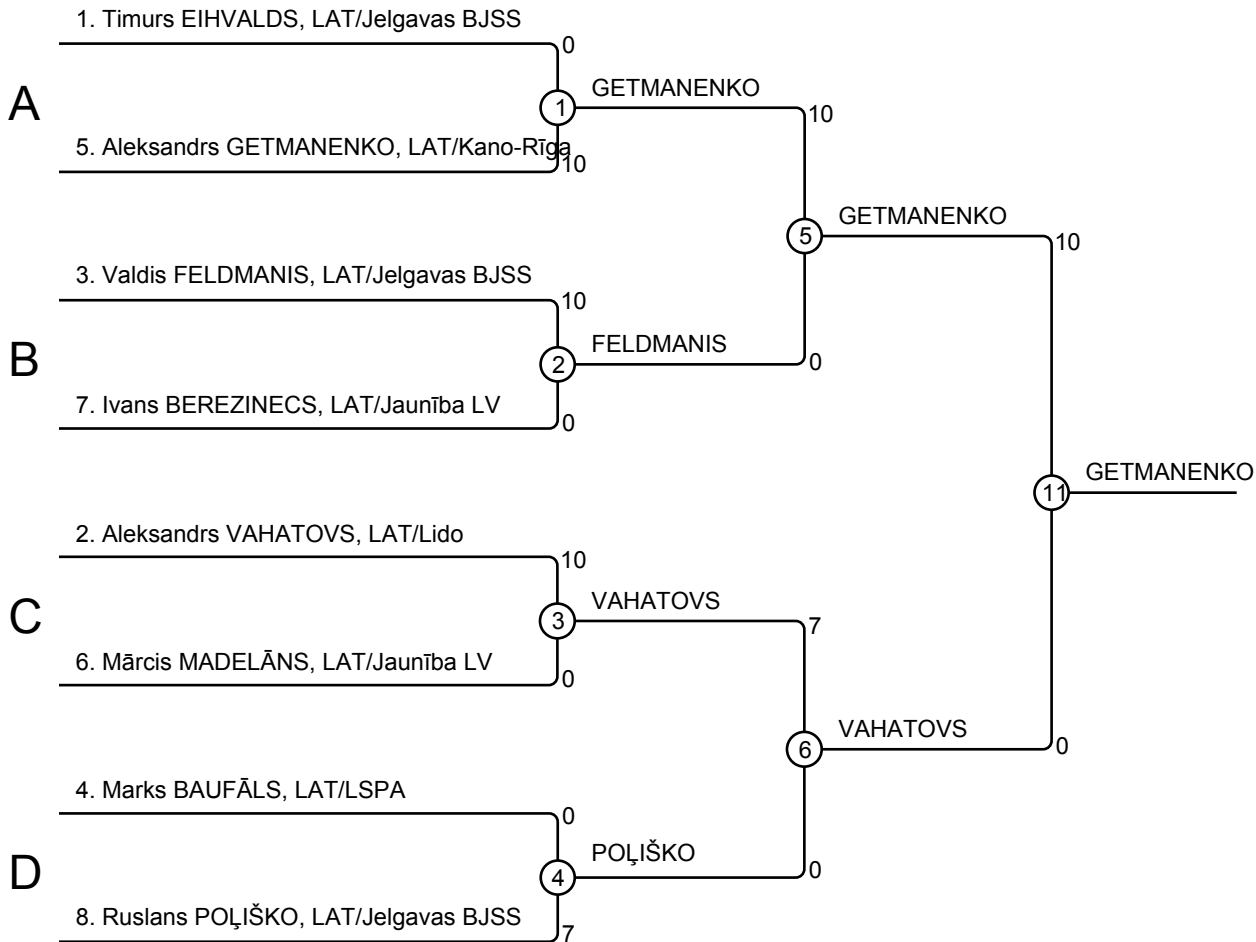 1. Timurs EIHVALDS, LAT/Jelgavas BJSS
0
A
1
GETMANENKO
10
5. Aleksandrs GETMANENKO, LAT/Kano-Rīga
10
5
GETMANENKO
10
3. Valdis FELDMANIS, LAT/Jelgavas BJSS
10
B
2
FELDMANIS
0
7. Ivans BEREZINECS, LAT/Jaunība LV
0
11
GETMANENKO
2. Aleksandrs VAHATOVS, LAT/Lido
10
C
3
VAHATOVS
7
6. Mārcis MADELĀNS, LAT/Jaunība LV
0
6
VAHATOVS
0
4. Marks BAUFĀLS, LAT/LSPA
0
D
4
POĻIŠKO
0
8. Ruslans POĻIŠKO, LAT/Jelgavas BJSS
7